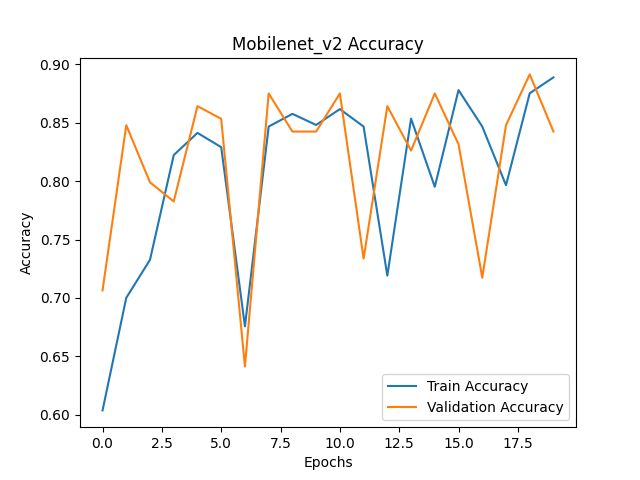 Mobilenet_v2 Accuracy
0.90
0.85
0.80
0.75
0.70
0.65
0.60
Accuracy
0.0 2.5 5.0 7.5 10.0 12.5 15.0 17.5
Epochs
Train Accuracy
Validation Accuracy